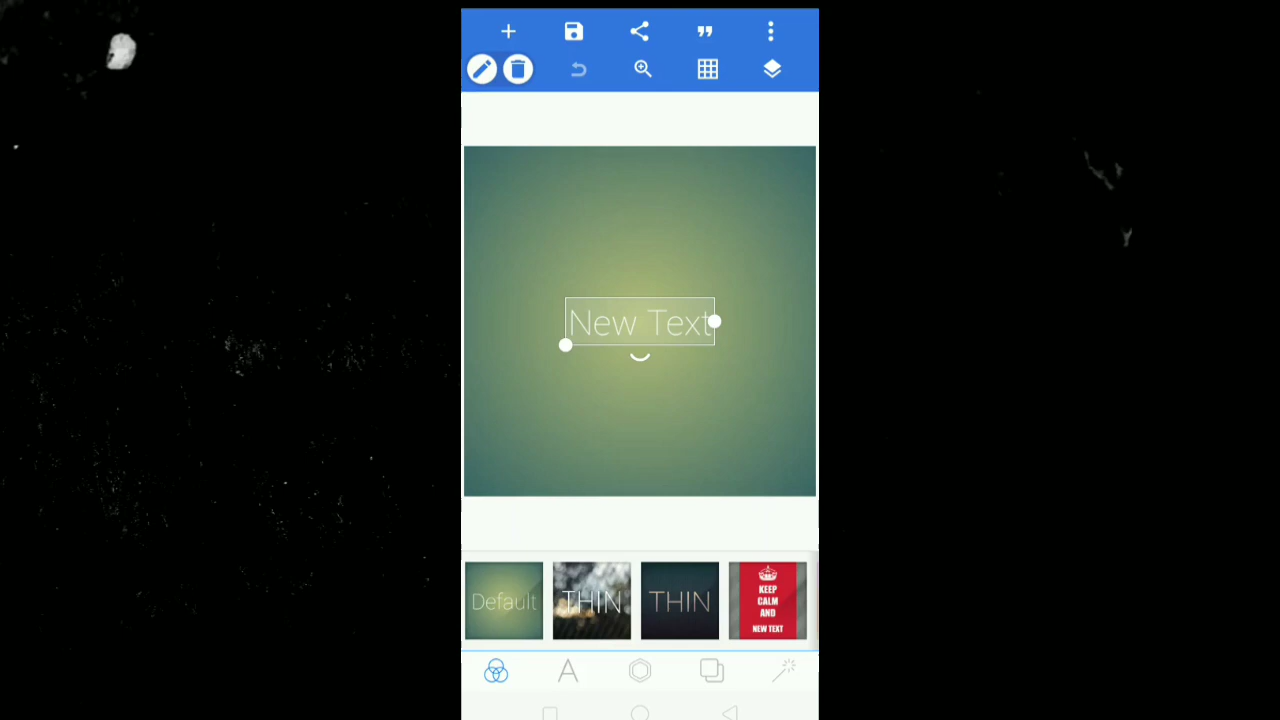 New Text
Default
THIN
THIN
KEEP
CALM
AND
NEW TEXT